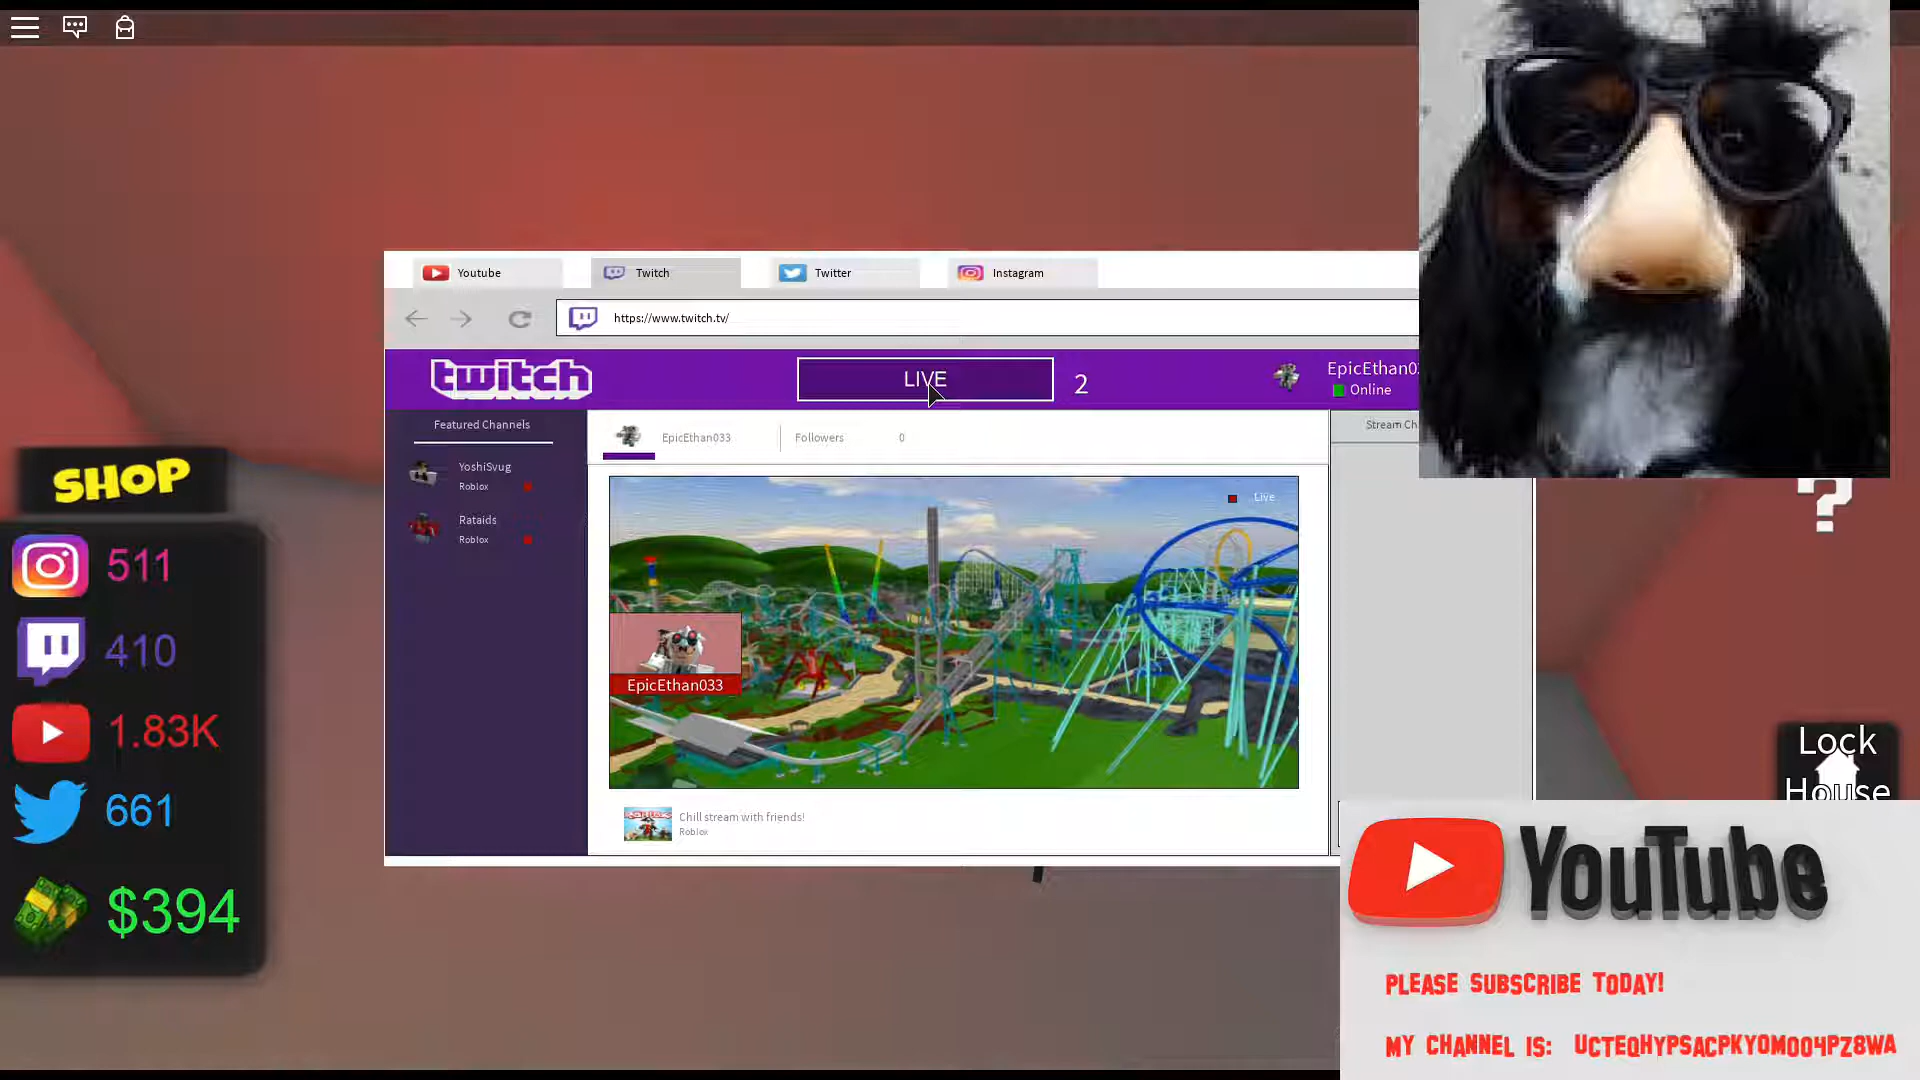 Youtube
Twitch
Twitter
Instagram
https://www.twitch.tv/
twitch
LIVE
2
EpicEthan03
Online
Featured Channels
EpicEthan033
Followers
0
Stream Ch
YoshiSvug
Roblox
Rataids
Roblox
Live
EpicEthan033
Chill stream with friends!
Roblox
SHOP
511
410
1.83K
661
$394
?
Lock
House
YouTube
PLEASE SUBSCRIBE TODAY!
MY CHANNEL IS: UCTEQHYPSACPKYOMOO4PZ8WA